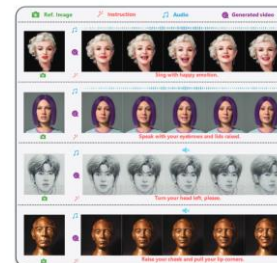 Ref. Image Instruction Audio Generated video
Sing with happy emotion.
Speak with your eyebrows and lids raised.
Turn your head left, please.
Raise your cheek and pull your lip corners.